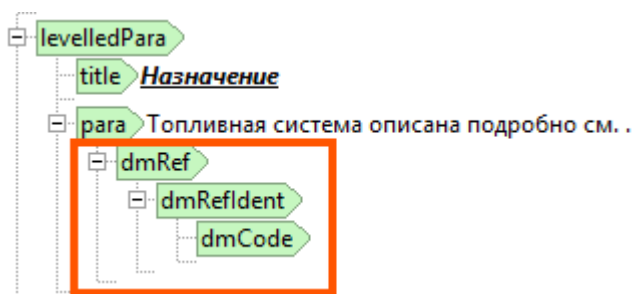 levelledPara
title Назначение
para Топливная система описана подробно см. .
dmRef
dmRefIdent
dmCode